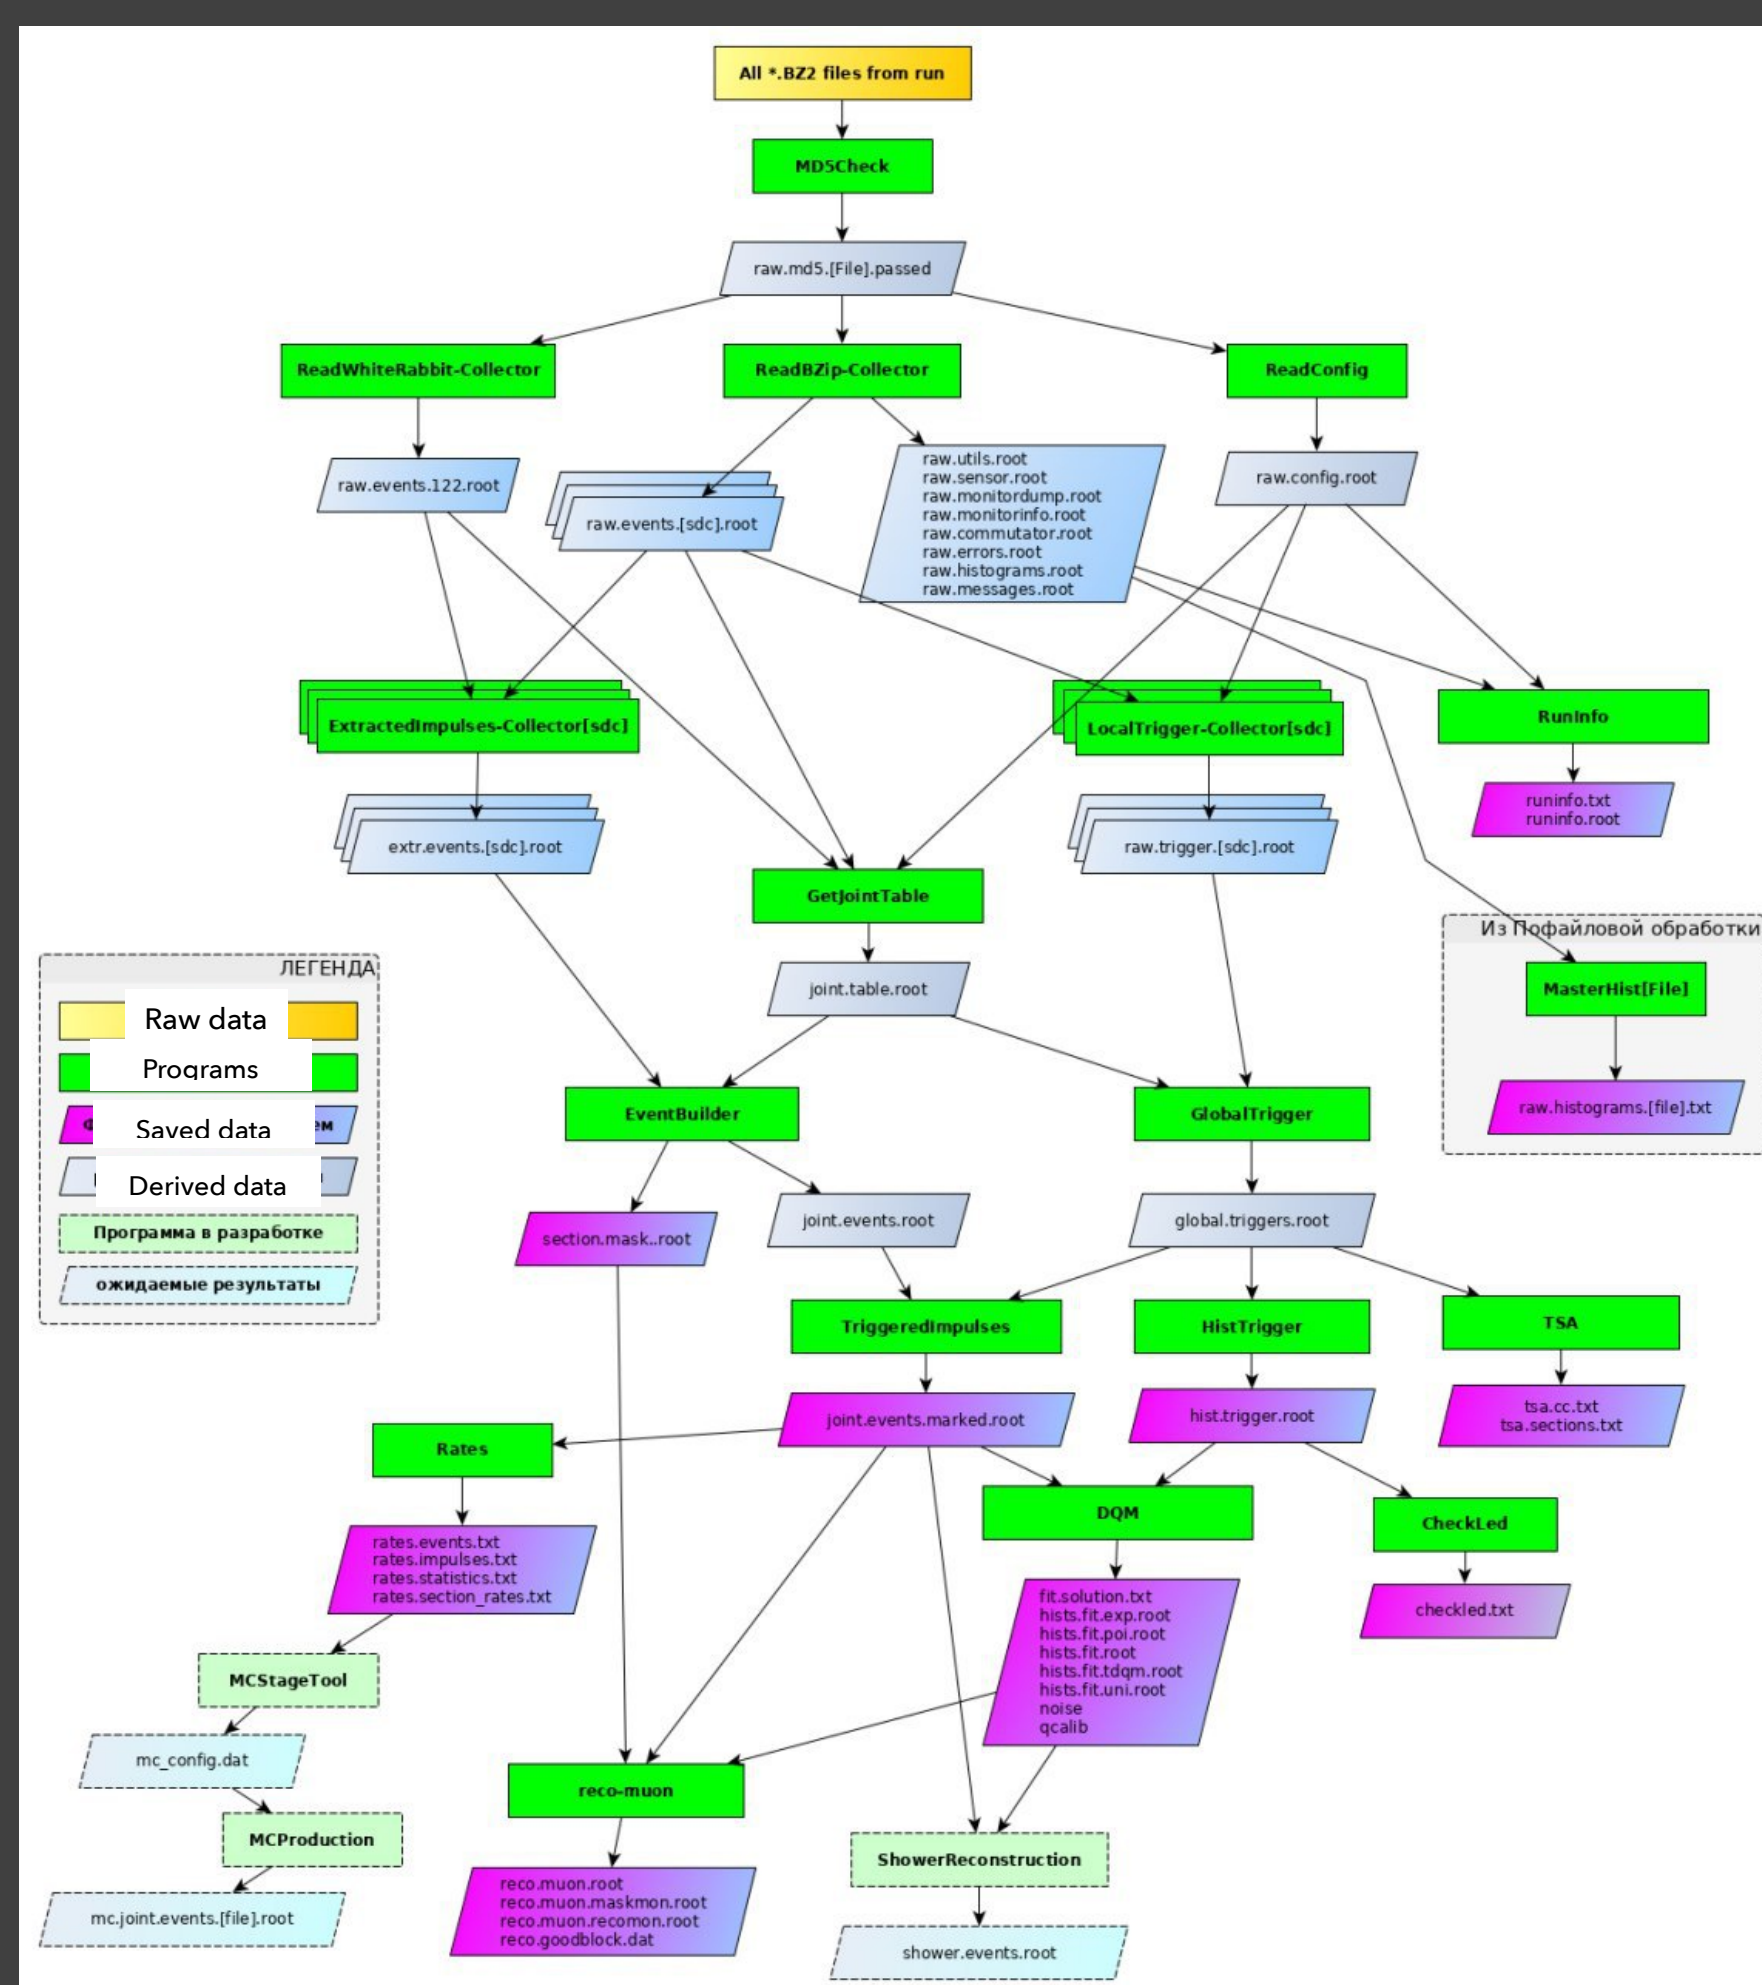 All *.BZ2 files from run
MD5Check
raw.md5.[File].passed
ReadWhiteRabbit-Collector
ReadBZip-Collector
ReadConfig
raw.events.122.root
raw.events.[sdc].root
raw.utils.root
raw.sensor.root
raw.monitordump.root
raw.monitorinfo.root
raw.commutator.root
raw.errors.root
raw.histograms.root
raw.messages.root
raw.config.root
ExtractedImpulses-Collector[sdc]
LocalTrigger-Collector[sdc]
RunInfo
runinfo.txt
runinfo.root
extr.events.[sdc].root
raw.trigger.[sdc].root
GetJointTable
joint.table.root
Из Пофайловой обработки
MasterHist[File]
raw.histograms.[file].txt
ЛЕГЕНДА
Raw data
Programs
Saved data
Derived data
Программа в разработке
ожидаемые результаты
EventBuilder
GlobalTrigger
section.mask..root
joint.events.root
global.triggers.root
TriggeredImpulses
HistTrigger
TSA
joint.events.marked.root
hist.trigger.root
tsa.cc.txt
tsa.sections.txt
Rates
DQM
CheckLed
rates.events.txt
rates.impulses.txt
rates.statistics.txt
rates.section_rates.txt
fit.solution.txt
hists.fit.exp.root
hists.fit.poi.root
hists.fit.root
hists.fit.tdqm.root
hists.fit.uni.root
noise
qcalib
checkled.txt
MCStageTool
mc_config.dat
MCProduction
mc.joint.events.[file].root
reco-muon
reco.muon.root
reco.muon.maskmon.root
reco.muon.recomon.root
reco.goodblock.dat
ShowerReconstruction
shower.events.root